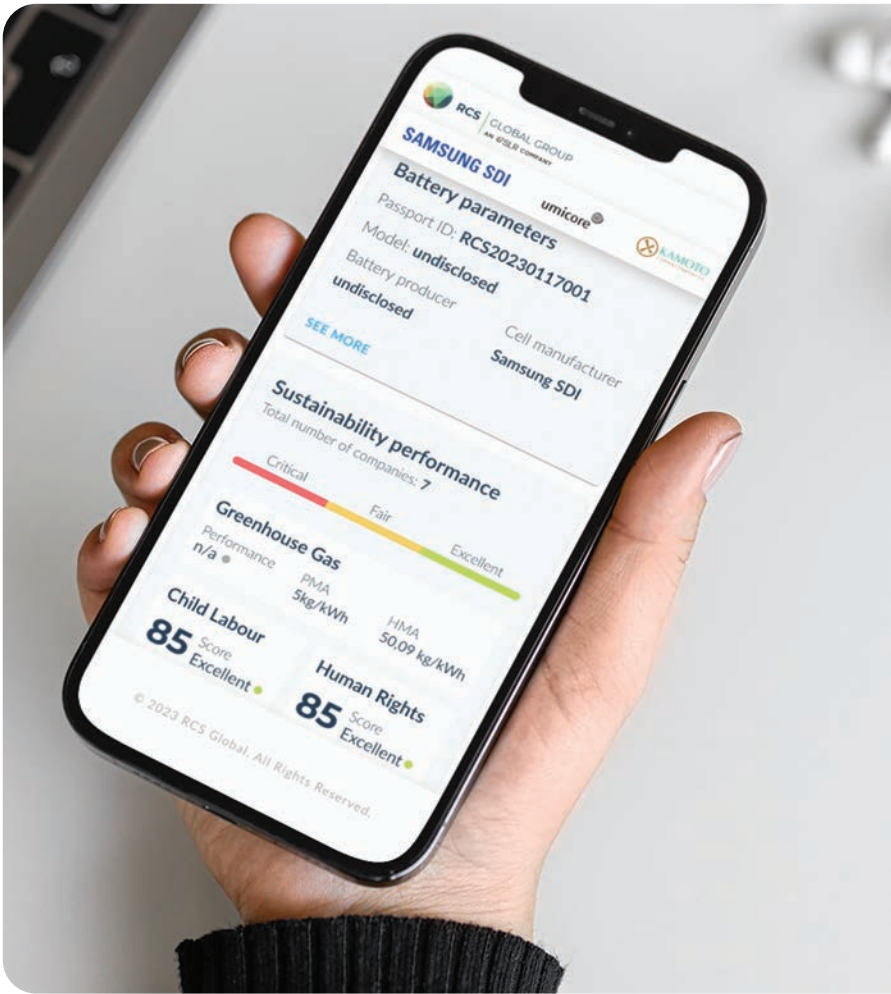 RCS GLOBAL GROUP
AN ERSLR COMPANY
SAMSUNG SDI
umicore
KAMOTO
Battery parameters
Passport ID: RCS20230117001
Model: undisclosed
Battery producer
undisclosed
Cell manufacturer
Samsung SDI
SEE MORE
Sustainability performance
Total number of companies: 7
Critical
Fair
Excellent
Greenhouse Gas
Performance
n/a
PMA
5kg/kWh
HMA
50,09 kg/kWh
Child Labour
85 Score
Excellent
Human Rights
85 Score
Excellent
© 2023 RCS Global. All Rights Reserved.